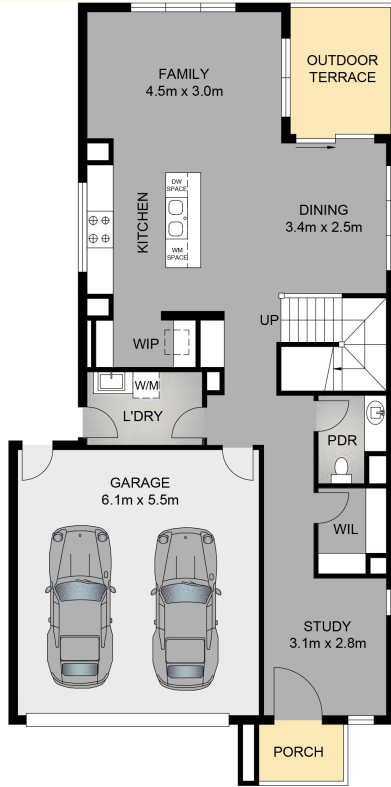 FAMILY
4.5m x 3.0m
OUTDOOR
TERRACE
KITCHEN
DW
SPACE
WM
SPACE
DINING
3.4m x 2.5m
UP
WIP
W/M
L'DRY
PDR
GARAGE
6.1m x 5.5m
WIL
STUDY
3.1m x 2.8m
PORCH